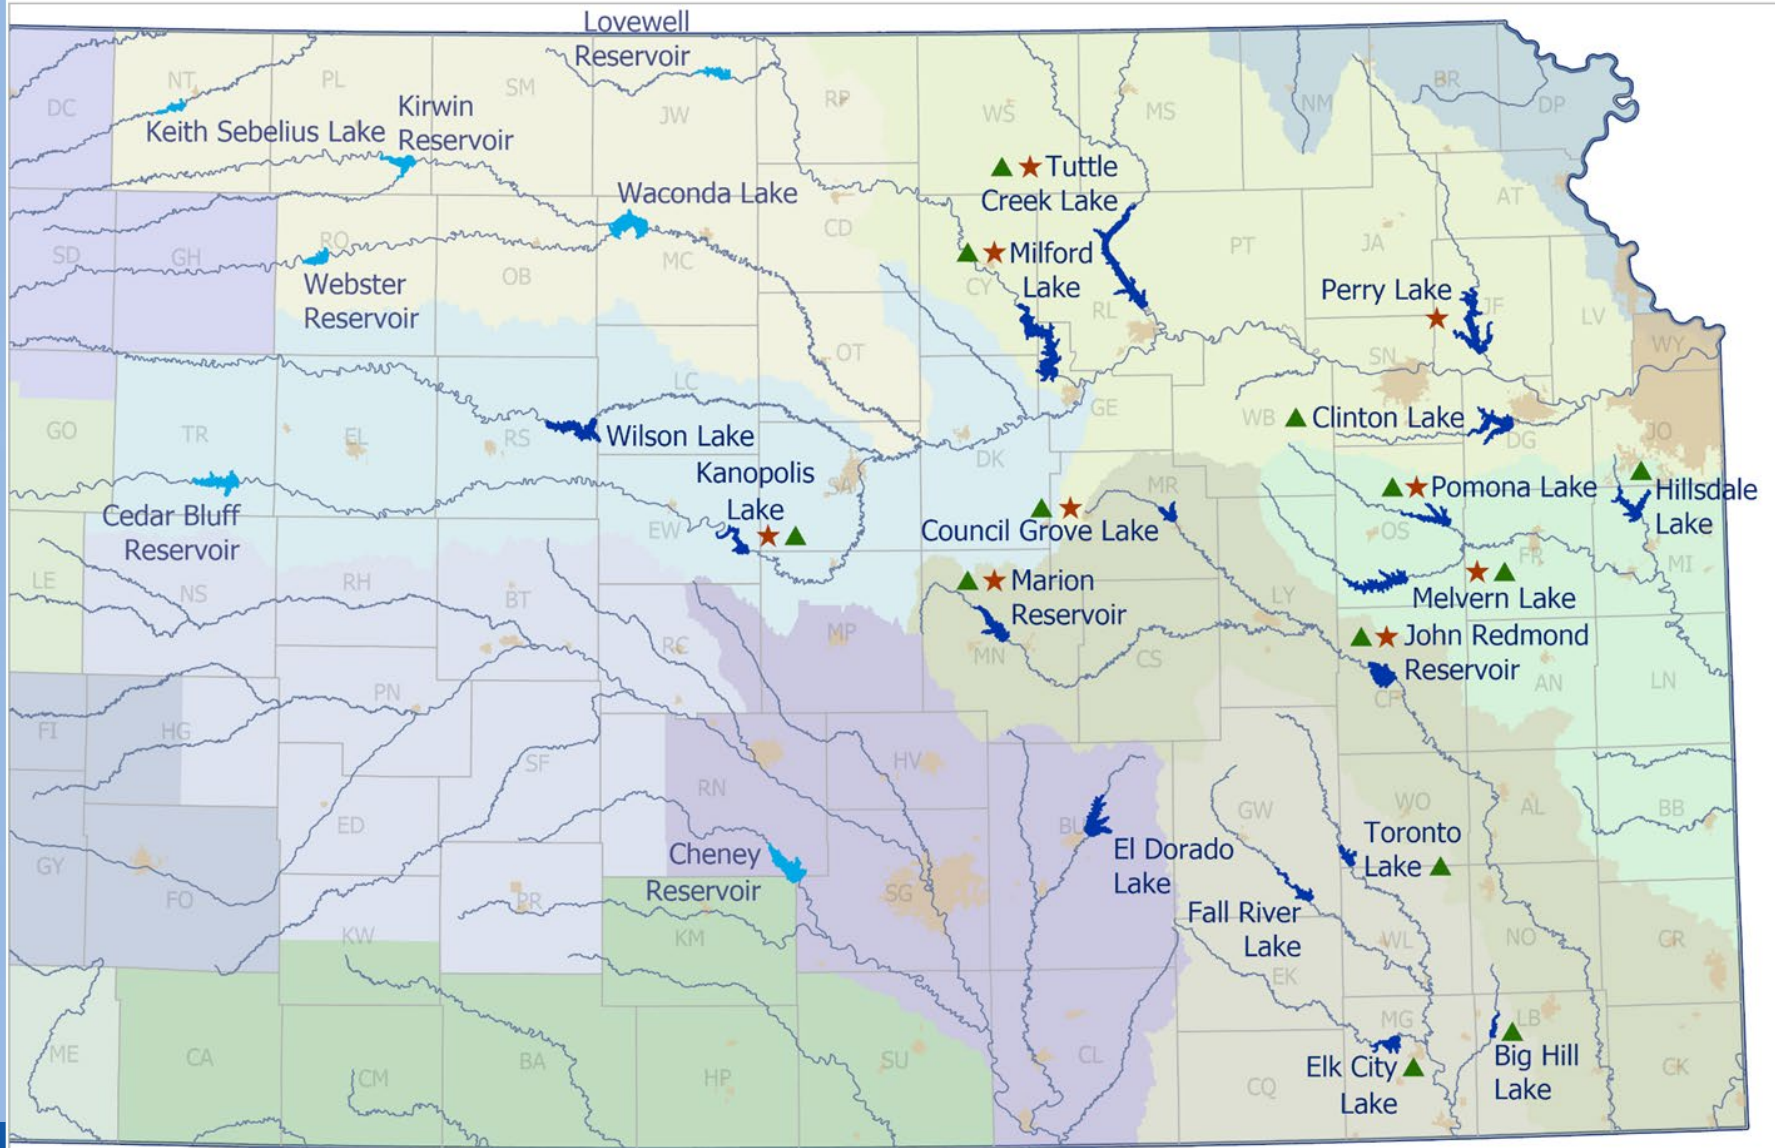 Lovewell
Reservoir
NT
PL
SM
DC
JW
RP
WS
MS
NM
BR
DP
Keith Sebelius Lake
Kirwin
Reservoir
Tuttle
Creek Lake
Waconda Lake
AT
SD
GH
RO
OB
MC
CD
CY
RL
PT
JA
Milford
Lake
Webster
Reservoir
Perry Lake
JF
LV
WY
OT
SN
GO
TR
EL
RS
LC
GE
WB
Clinton Lake
DG
JO
Wilson Lake
DK
SA
MR
Kanopolis
Lake
Pomona Lake
Hillsdale
Lake
Cedar Bluff
Reservoir
EW
Council Grove Lake
OS
FR
MI
LE
NS
RH
BT
Marion
Reservoir
LY
Melvern Lake
RC
MP
MN
CS
John Redmond
Reservoir
PN
CF
AN
LN
FI
HG
SF
RN
HV
BU
GW
WO
AL
BB
ED
GY
FO
PR
Cheney
Reservoir
SG
El Dorado
Lake
Toronto
Lake
Fall River
Lake
KW
KM
WL
NO
CR
EK
ME
CA
CM
BA
HP
SU
CL
CQ
MG
LB
CK
Elk City
Lake
Big Hill
Lake